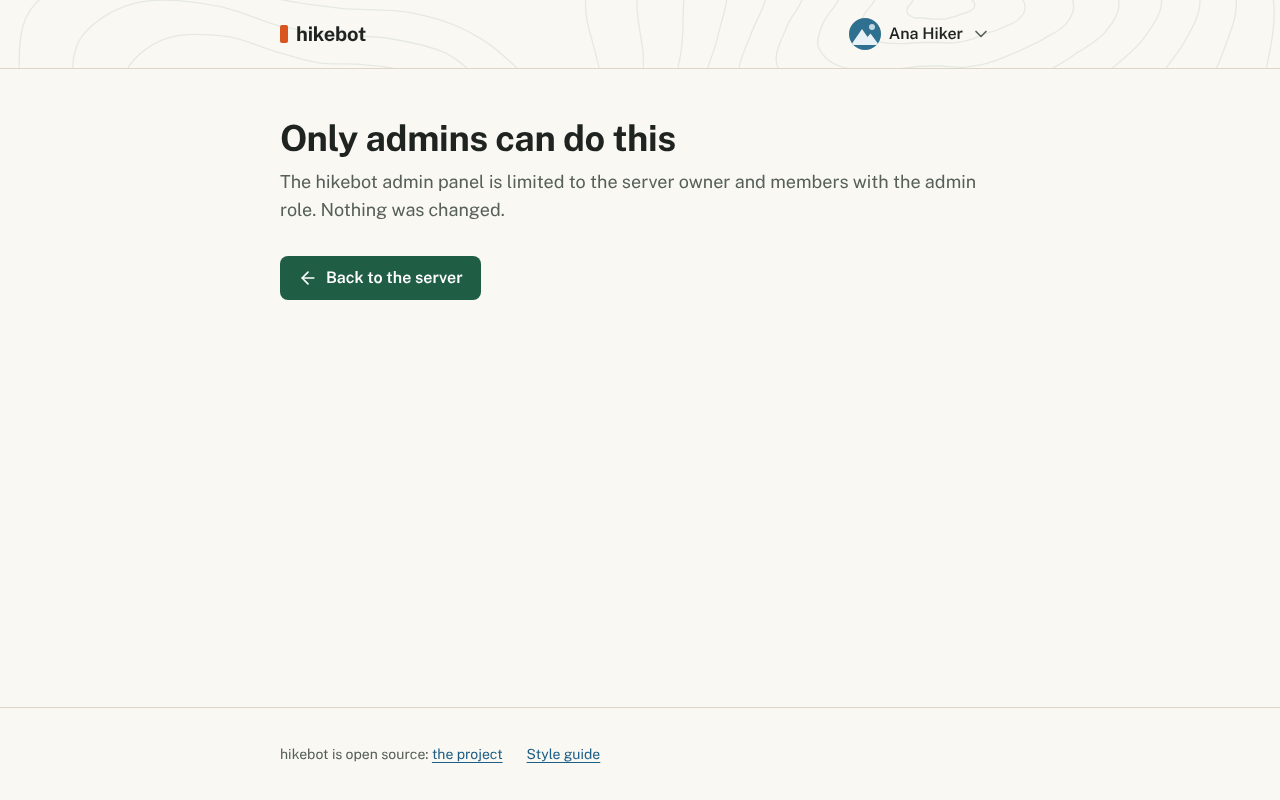 hikebot
Ana Hiker
Only admins can do this
The hikebot admin panel is limited to the server owner and members with the admin
role. Nothing was changed.
Back to the server
hikebot is open source: the project
Style guide